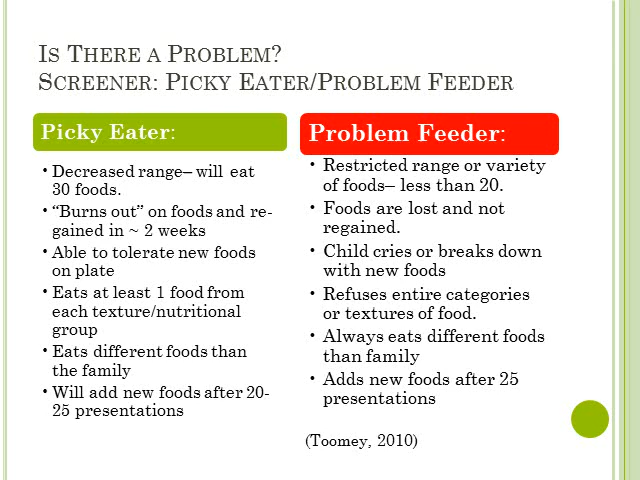 Is There a Problem?
Screener: Picky Eater/Problem Feeder
Picky Eater:
• Decreased range– will eat
30 foods.
• “Burns out” on foods and re-
gained in ~ 2 weeks
• Able to tolerate new foods
on plate
• Eats at least 1 food from
each texture/nutritional
group
• Eats different foods than
the family
• Will add new foods after 20-
25 presentations
Problem Feeder:
• Restricted range or variety
of foods– less than 20.
• Foods are lost and not
regained.
• Child cries or breaks down
with new foods
• Refuses entire categories
or textures of food.
• Always eats different foods
than family
• Adds new foods after 25
presentations
(Toomey, 2010)